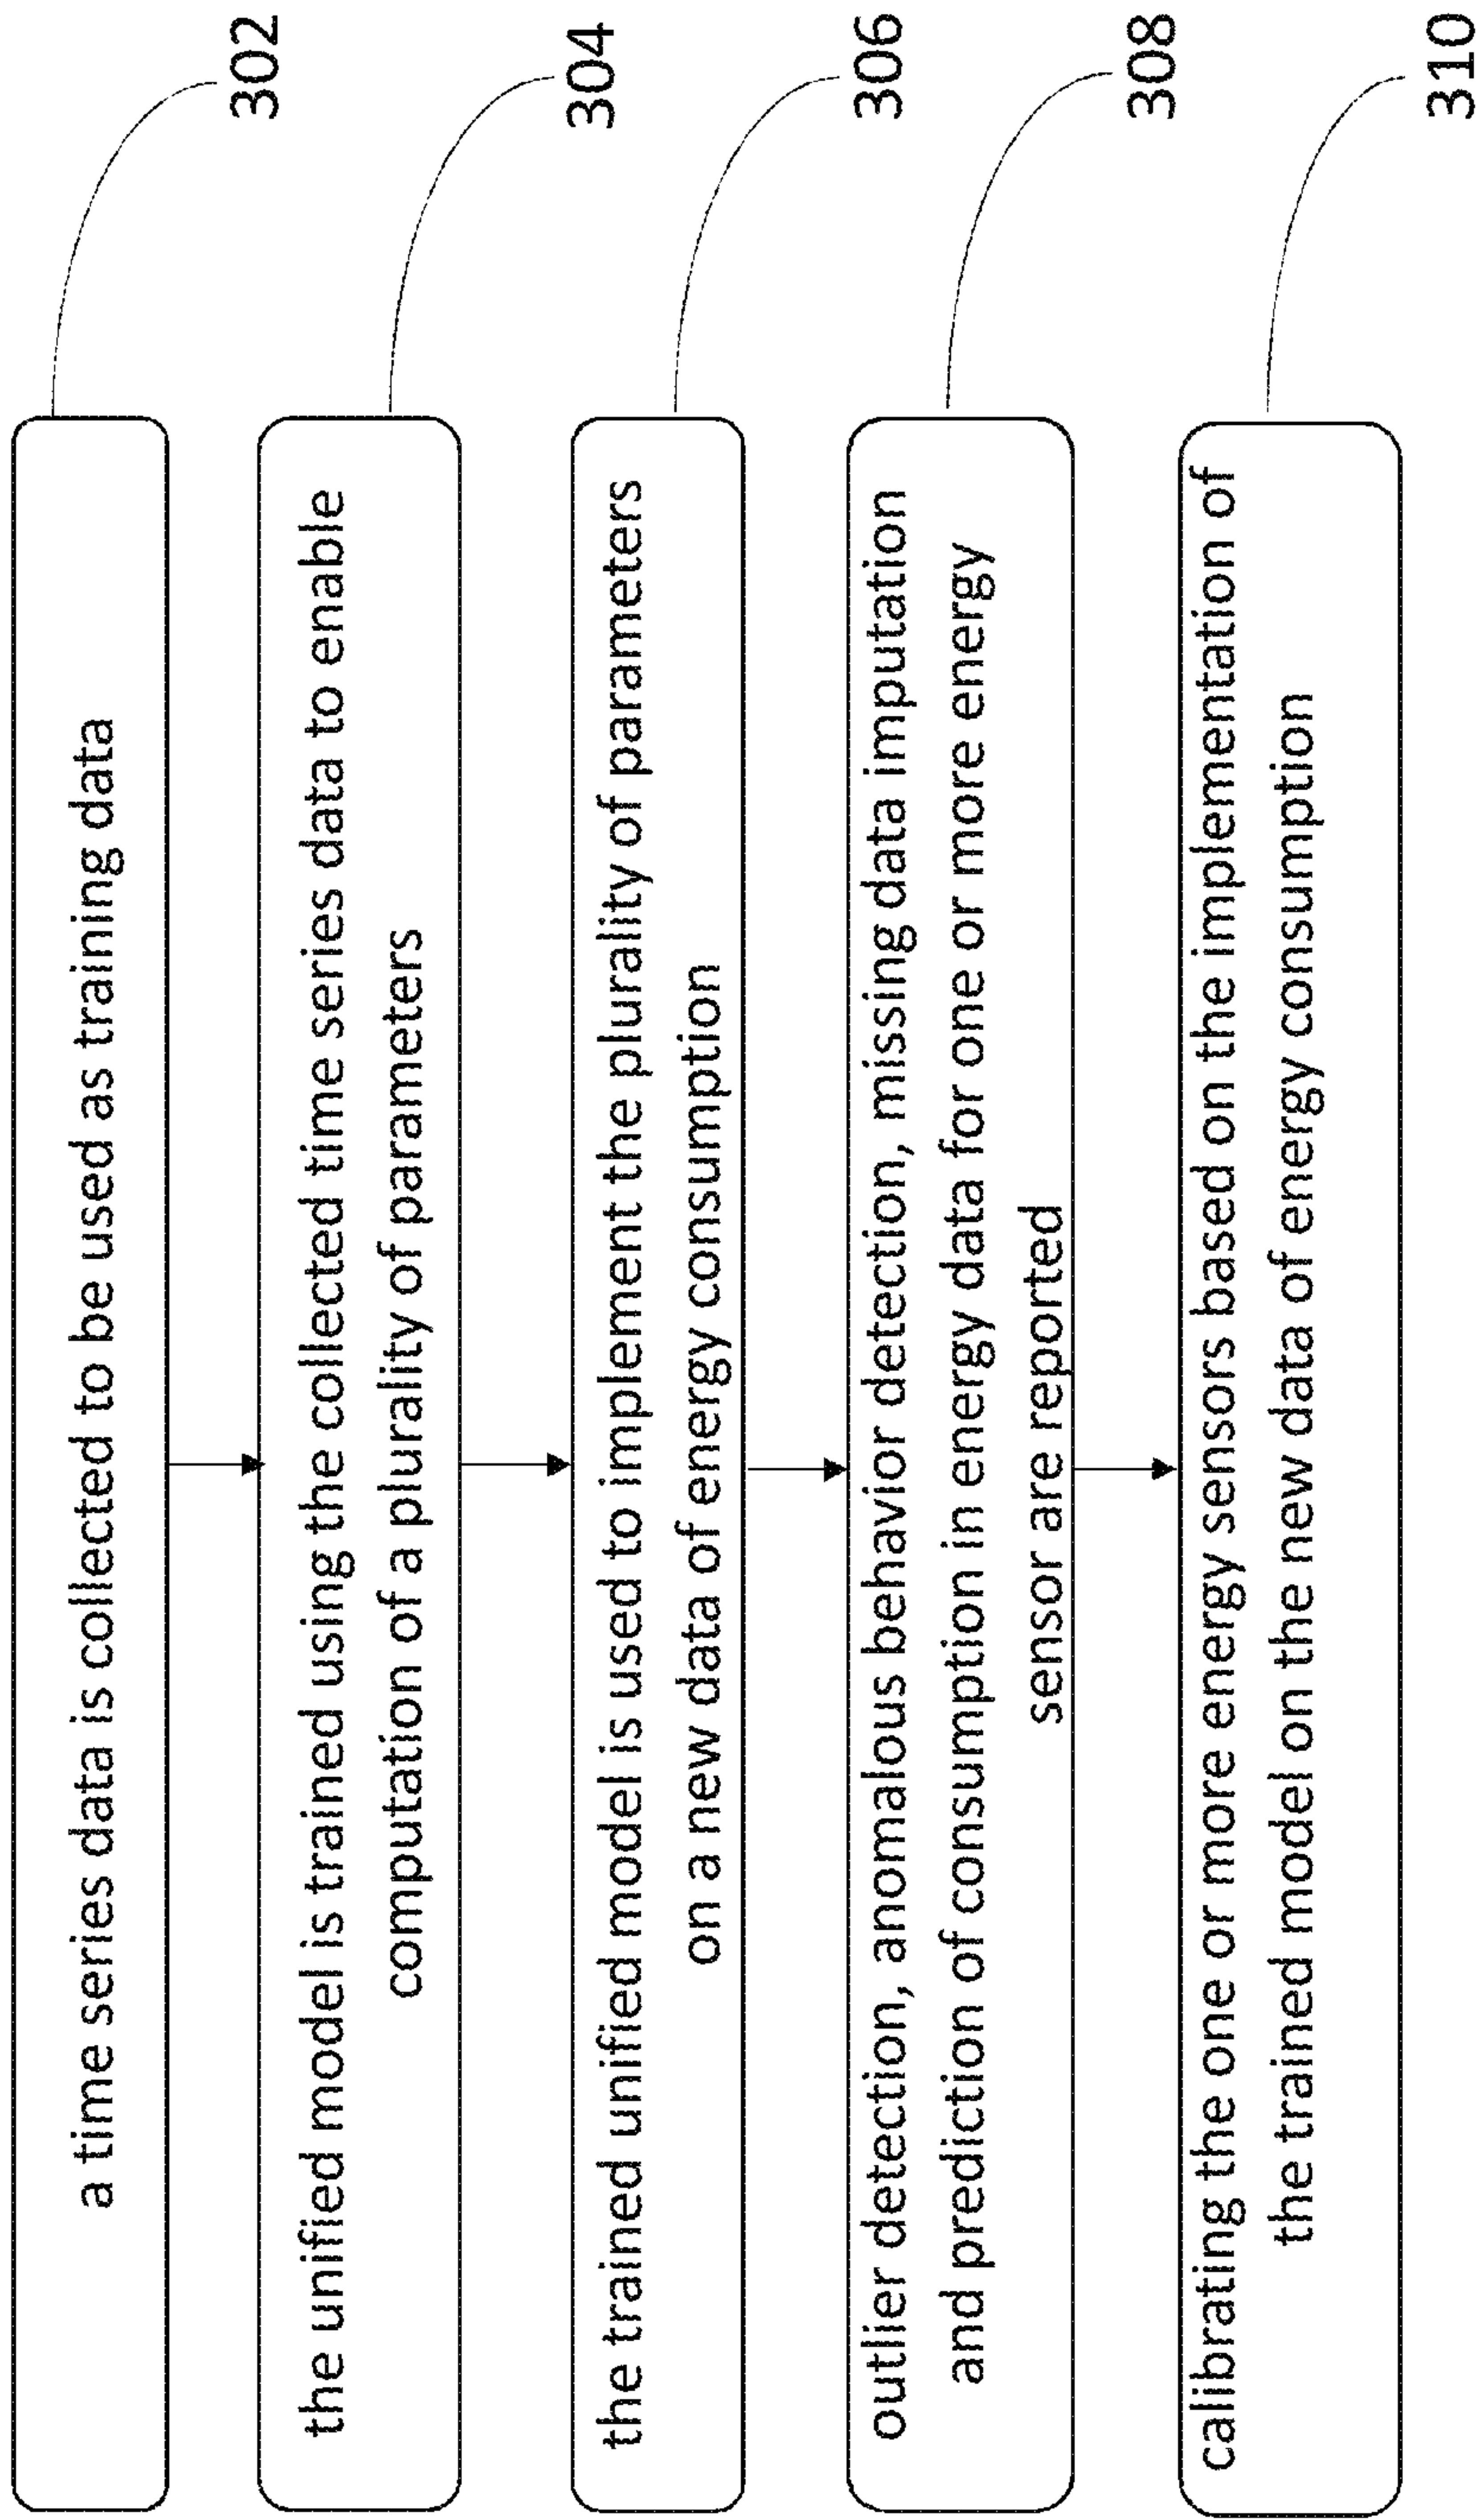 a time series data is collected to be used as training data
302
the unified model is trained using the collected time series data to enable
computation of a plurality of parameters
304
the trained unified model is used to implement the plurality of parameters
on a new data of energy consumption
306
outlier detection, anomalous behavior detection, missing data imputation
and prediction of consumption in energy data for one or more energy
sensor are reported
308
calibrating the one or more energy sensors based on the implementation of
the trained model on the new data of energy consumption
310